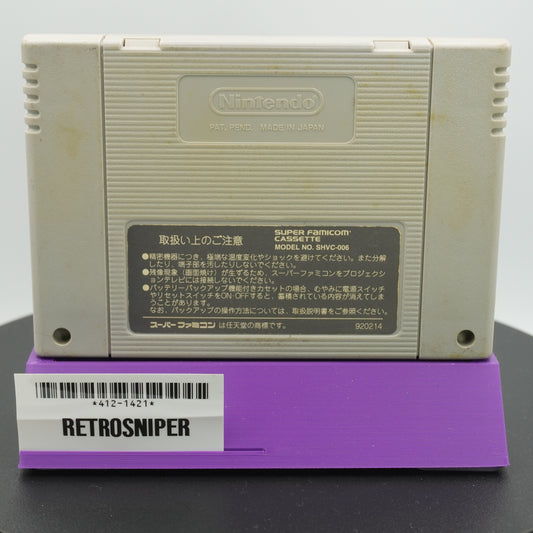 Nintendo
PAT. PEND. MADE IN JAPAN
取扱い上のご注意
SUPER FAMICOM
CASSETTE
MODEL NO. SHVC-006
●精密機器につき、極端な温度変化やショックを避けてください。また分解
したり、端子部を汚したりしないでください。
●残像現象（画面焼け）が生ずるため、スーパーファミコンをプロジェクシ
ョンテレビには接続しないでください。
●バッテリーバックアップ機能付きカセットの場合、むやみに電源スイッチ
やリセットスイッチをON-OFFすると、蓄積されている内容が消えてしま
うことがあります。
なお、バックアップの操作方法については、取扱説明書をご参照ください。
スーパーファミコンは任天堂の商標です。
920214
*412-1421*
RETROSNIPER